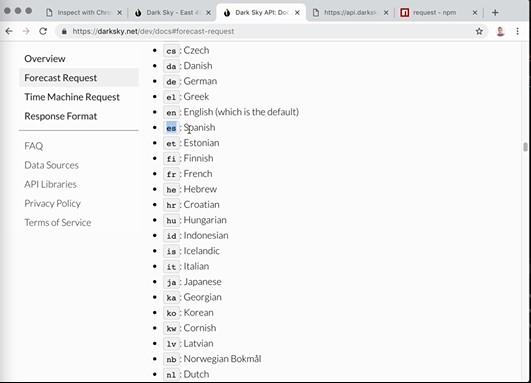 Inspect with Chro
Dark Sky - East 4
Dark Sky API: Doc
https://api.darksk
request - npm
https://darksky.net/dev/docs#forecast-request
Overview
Forecast Request
Time Machine Request
Response Format
FAQ
Data Sources
API Libraries
Privacy Policy
Terms of Service
cs : Czech
da : Danish
de : German
el : Greek
en : English (which is the default)
es : Spanish
et : Estonian
fi : Finnish
fr : French
he : Hebrew
hr : Croatian
hu : Hungarian
id : Indonesian
is : Icelandic
it : Italian
ja : Japanese
ka : Georgian
ko : Korean
kw : Cornish
lv : Latvian
nb : Norwegian Bokmål
nl : Dutch